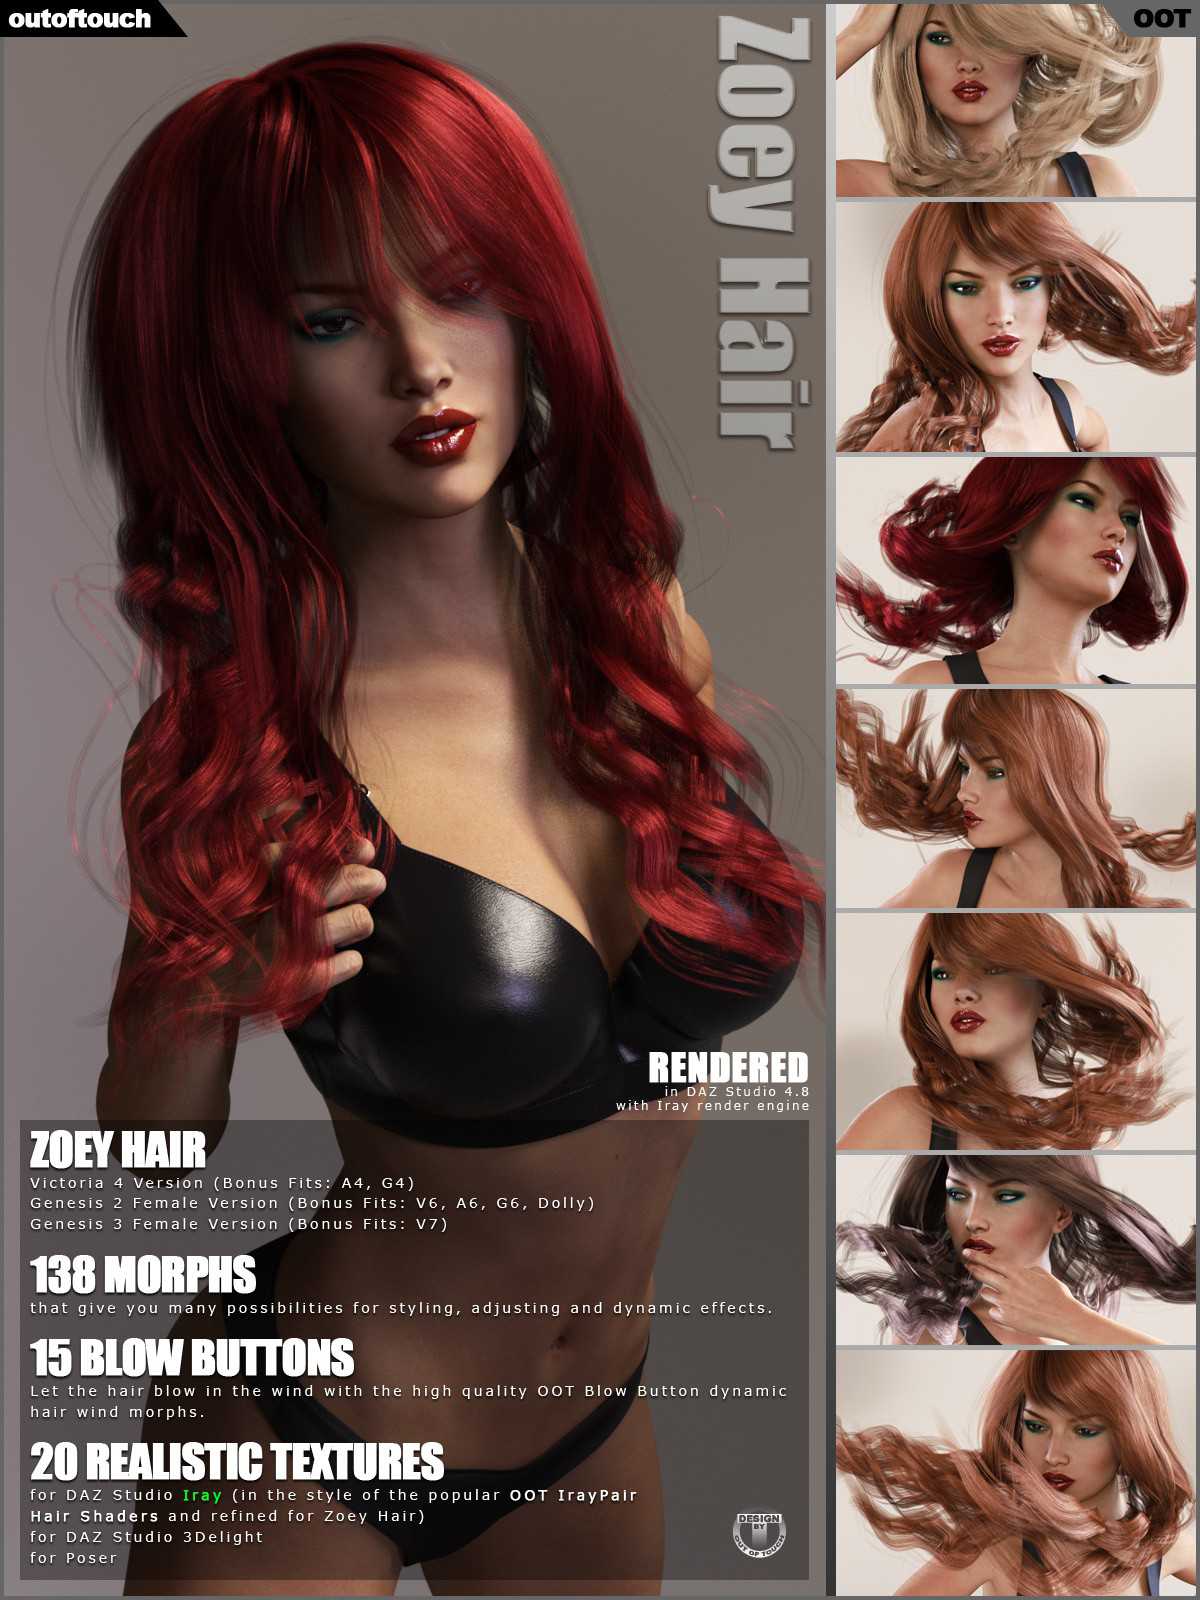 outoftouch
OOT
Zoey Hair
RENDERED
in DAZ Studio 4.8
with Iray render engine
ZOEY HAIR
Victoria 4 Version (Bonus Fits: A4, G4)
Genesis 2 Female Version (Bonus Fits: V6, A6, G6, Dolly)
Genesis 3 Female Version (Bonus Fits: V7)
138 MORPHS
that give you many possibilities for styling, adjusting and dynamic effects.
15 BLOW BUTTONS
Let the hair blow in the wind with the high quality OOT Blow Button dynamic
hair wind morphs.
20 REALISTIC TEXTURES
for DAZ Studio Iray (in the style of the popular OOT IrayPair
Hair Shaders and refined for Zoey Hair)
for DAZ Studio 3Delight
for Poser
DESIGN
BY
OUT OF TOUCH